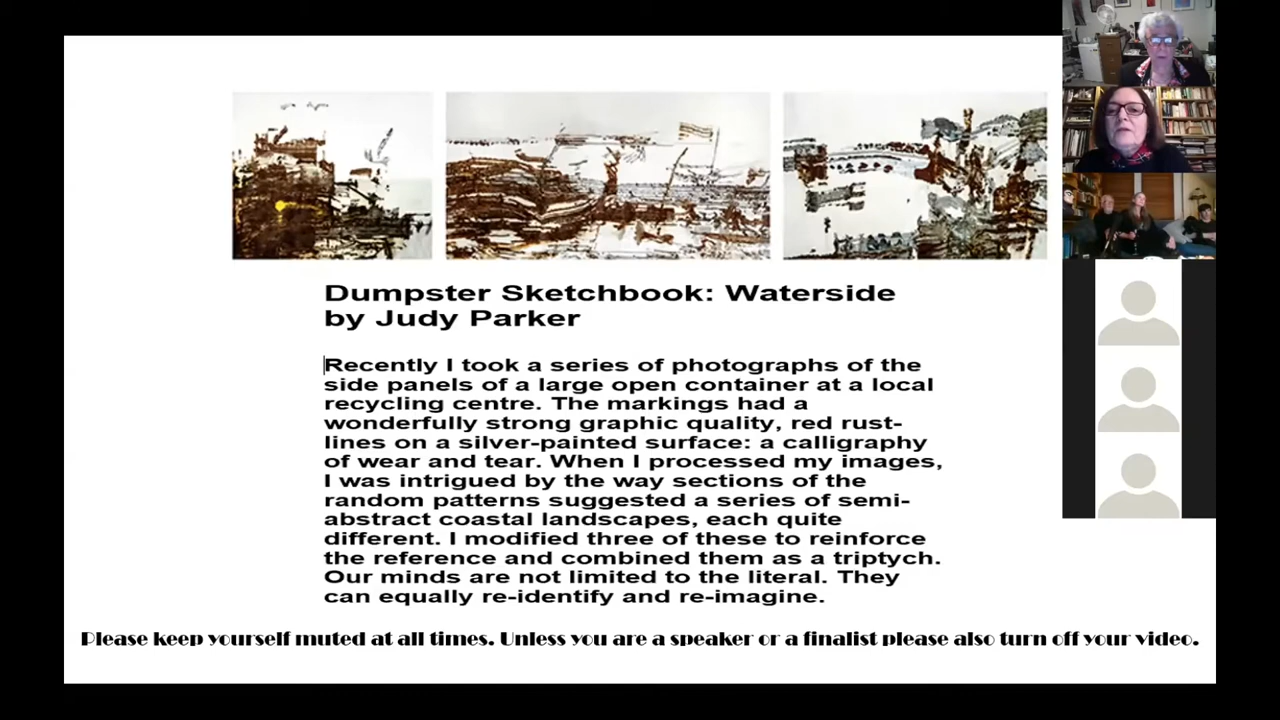 Dumpster Sketchbook: Waterside
by Judy Parker
Recently I took a series of photographs of the
side panels of a large open container at a local
recycling centre. The markings had a
wonderfully strong graphic quality, red rust-
lines on a silver-painted surface: a calligraphy
of wear and tear. When I processed my images,
I was intrigued by the way sections of the
random patterns suggested a series of semi-
abstract coastal landscapes, each quite
different. I modified three of these to reinforce
the reference and combined them as a triptych.
Our minds are not limited to the literal. They
can equally re-identify and re-imagine.
Please keep yourself muted at all times. Unless you are a speaker or a finalist please also turn off your video.